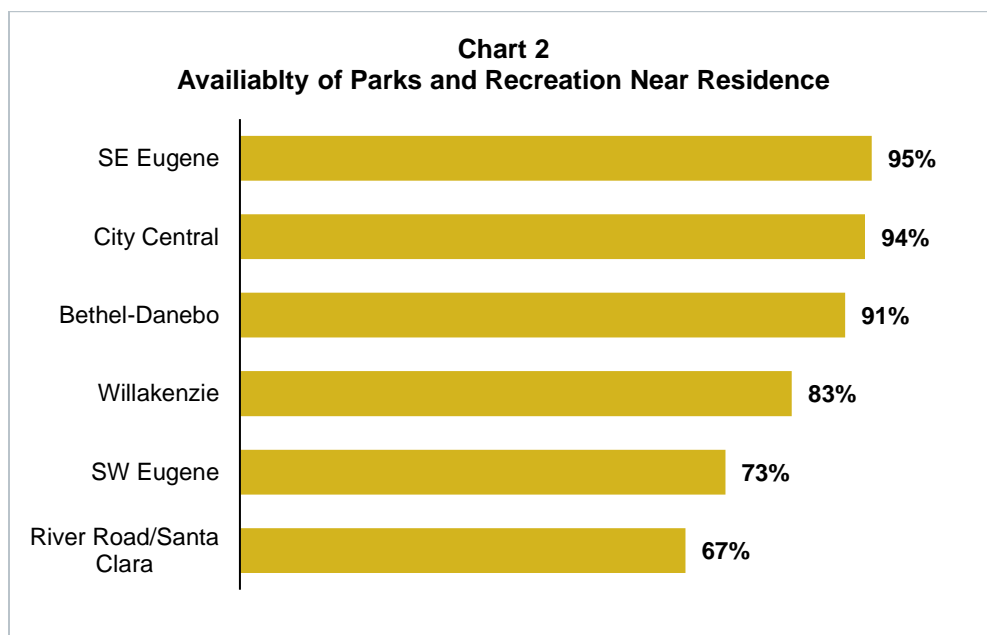 Chart 2
Availiablty of Parks and Recreation Near Residence
SE Eugene 95%
City Central 94%
Bethel-Danebo 91%
Willakenzie 83%
SW Eugene 73%
River Road/Santa
Clara 67%